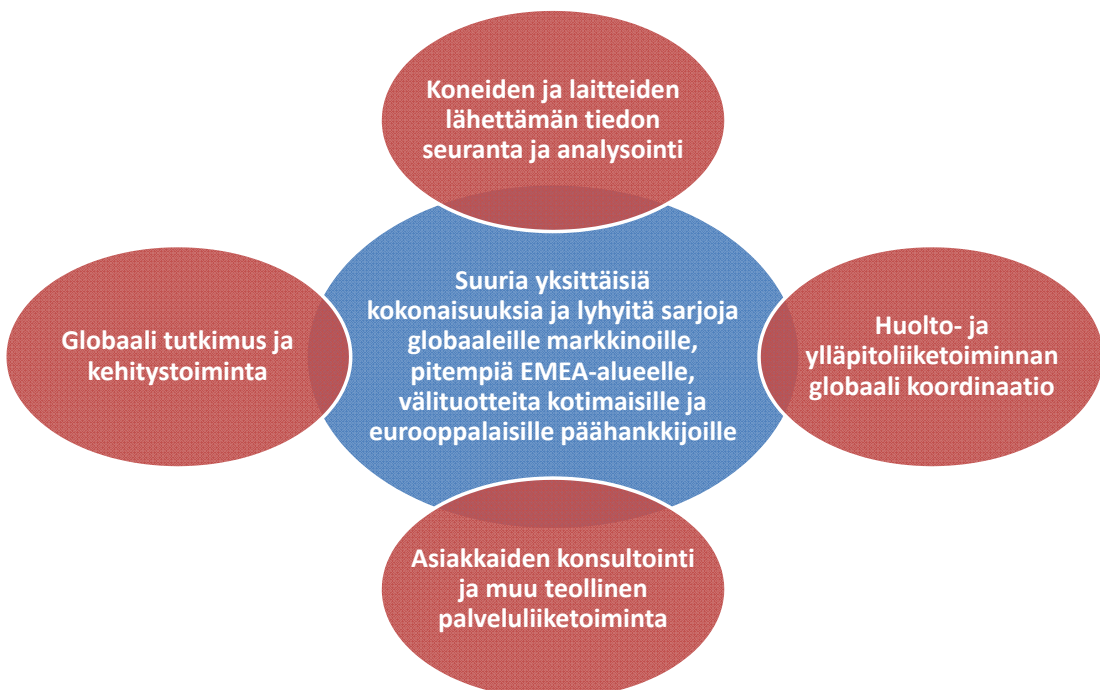 Koneiden ja laitteiden
lähettämän tiedon
seuranta ja analysointi
Globaali tutkimus ja
kehitystoiminta
Suuria yksittäisiä
kokonaisuuksia ja lyhyitä sarjoja
globaaleille markkinoille,
pitempiä EMEA-alueelle,
välituotteita kotimaisille ja
eurooppalaisille päähankkijoille
Huolto- ja
ylläpitoliiketoiminnan
globaali koordinaatio
Asiakkaiden konsultointi
ja muu teollinen
palveluliiketoiminta